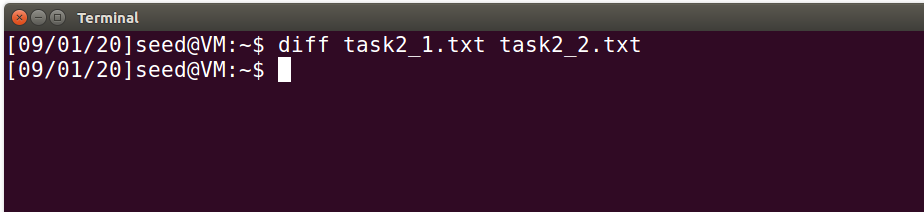 Terminal
[09/01/20]seed@VM:~$ diff task2_1.txt task2_2.txt
[09/01/20]seed@VM:~$